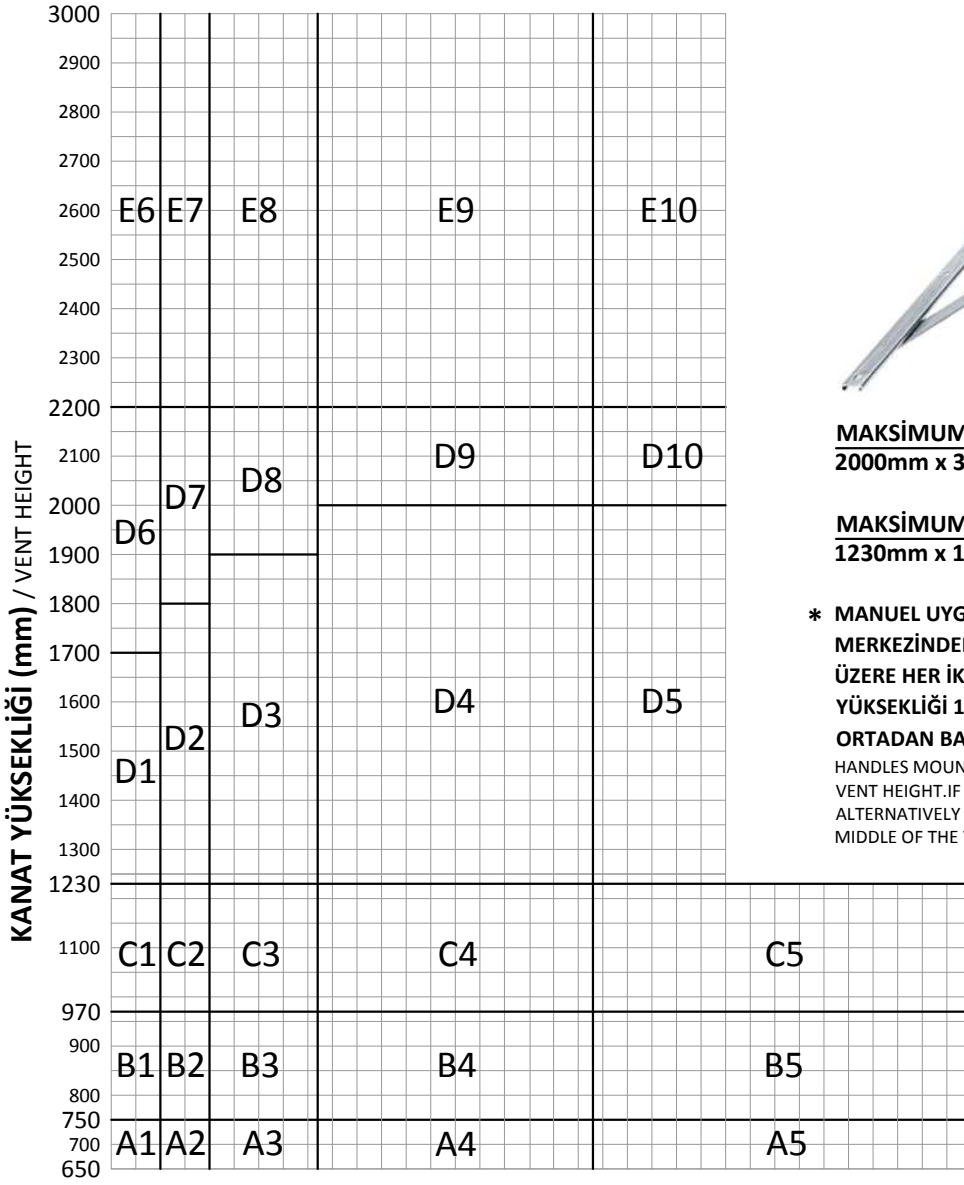 3000
2900
2800
2700
2600 E6 E7 E8 E9 E10
2500
2400
2300
2200
2100 D9 D10
D8
2000 D7
D6
1900
1800
1700
1600 D3 D4 D5
1500 D2
D1
1400
1300
1230
1100 C1 C2 C3 C4 C5
970
900
B1 B2 B3 B4 B5
800
750
700 A1 A2 A3 A4 A5
650
KANAT YÜKSEKLİĞİ (mm) / VENT HEIGHT
MAKSİMUM
2000mm x 3
MAKSİMUM
1230mm x 1
* MANUEL UYG
MERKEZİNDE
ÜZERE HER İK
YÜKSEKLİĞİ 1
ORTADAN BA
HANDLES MOUN
VENT HEIGHT.IF
ALTERNATIVELY
MIDDLE OF THE